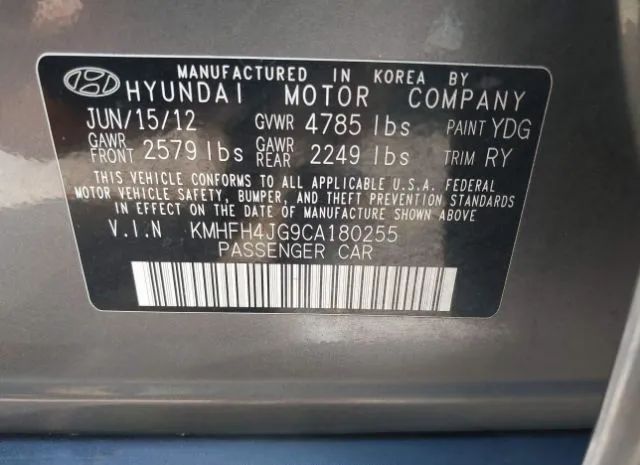 MANUFACTURED IN KOREA BY
HYUNDAI MOTOR COMPANY
JUN/15/12 GVWR 4785 lbs PAINT YDG
GAWR FRONT 2579 lbs GAWR REAR 2249 lbs TRIM RY
THIS VEHICLE CONFORMS TO ALL APPLICABLE U.S.A. FEDERAL
MOTOR VEHICLE SAFETY, BUMPER, AND THEFT PREVENTION STANDARDS
IN EFFECT ON THE DATE OF MANUFACTURE SHOWN ABOVE
V.I.N KMHFH4JG9CA180255
PASSENGER CAR